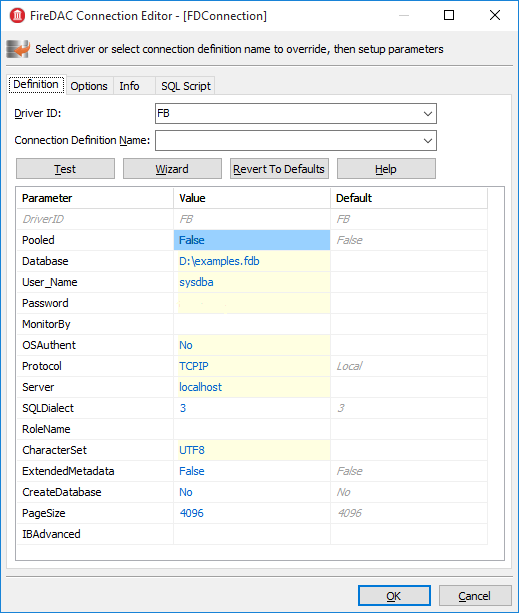 FireDAC Connection Editor - [FDConnection]
Select driver or select connection definition name to override, then setup parameters
Definition Options Info SQL Script
Driver ID: FB
Connection Definition Name:
Test Wizard Revert To Defaults Help
Parameter Value Default
DriverID FB FB
Pooled False False
Database D:\examples.fdb
User_Name sysdba
Password
MonitorBy
OSAuthent No
Protocol TCPIP Local
Server localhost
SQLDialect 3 3
RoleName
CharacterSet UTF8
ExtendedMetadata False False
CreateDatabase No No
PageSize 4096 4096
IBAdvanced
OK Cancel